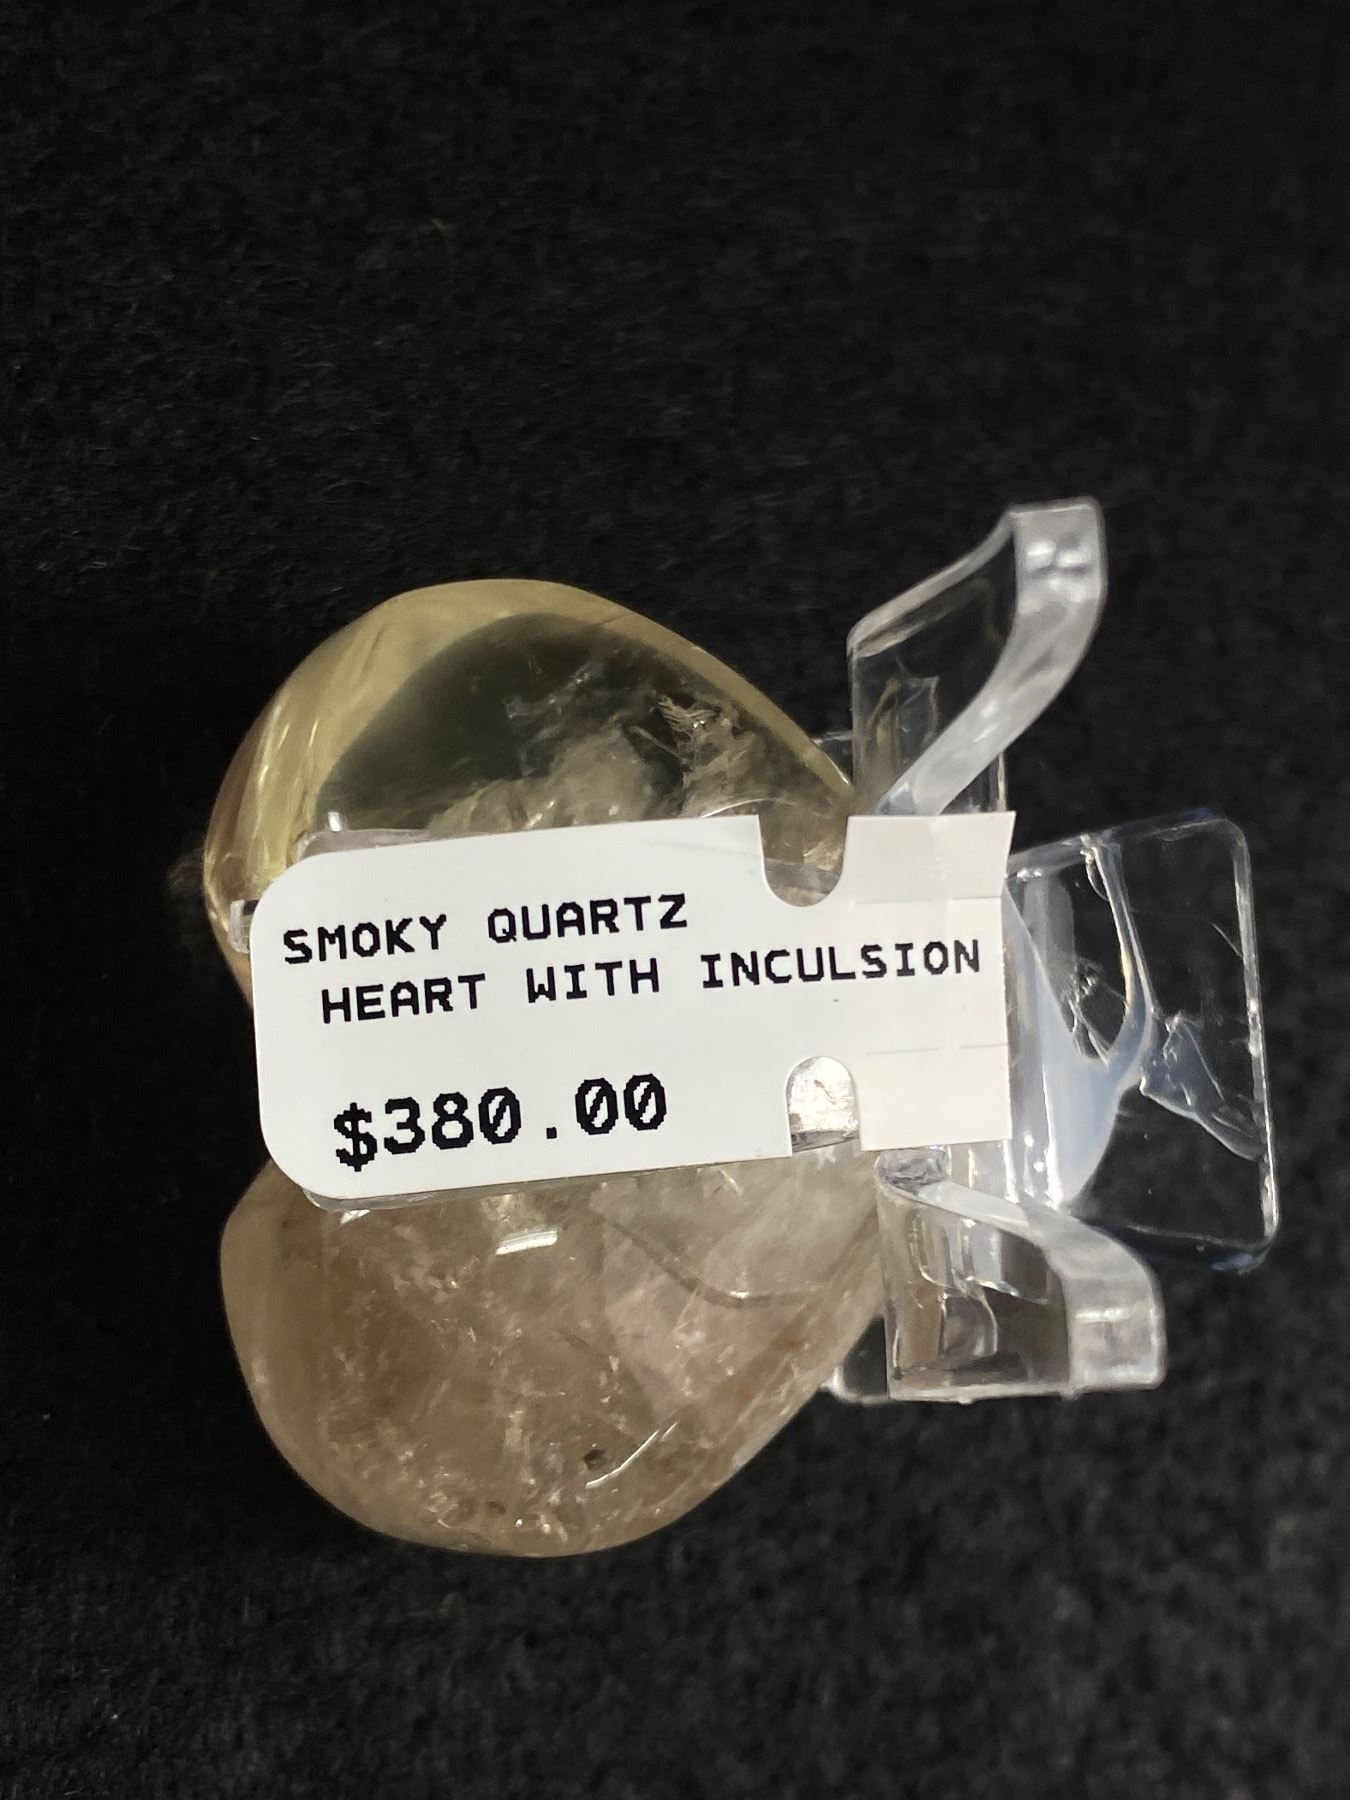 SMOKY QUARTZ
HEART WITH INCULSION
$380.00